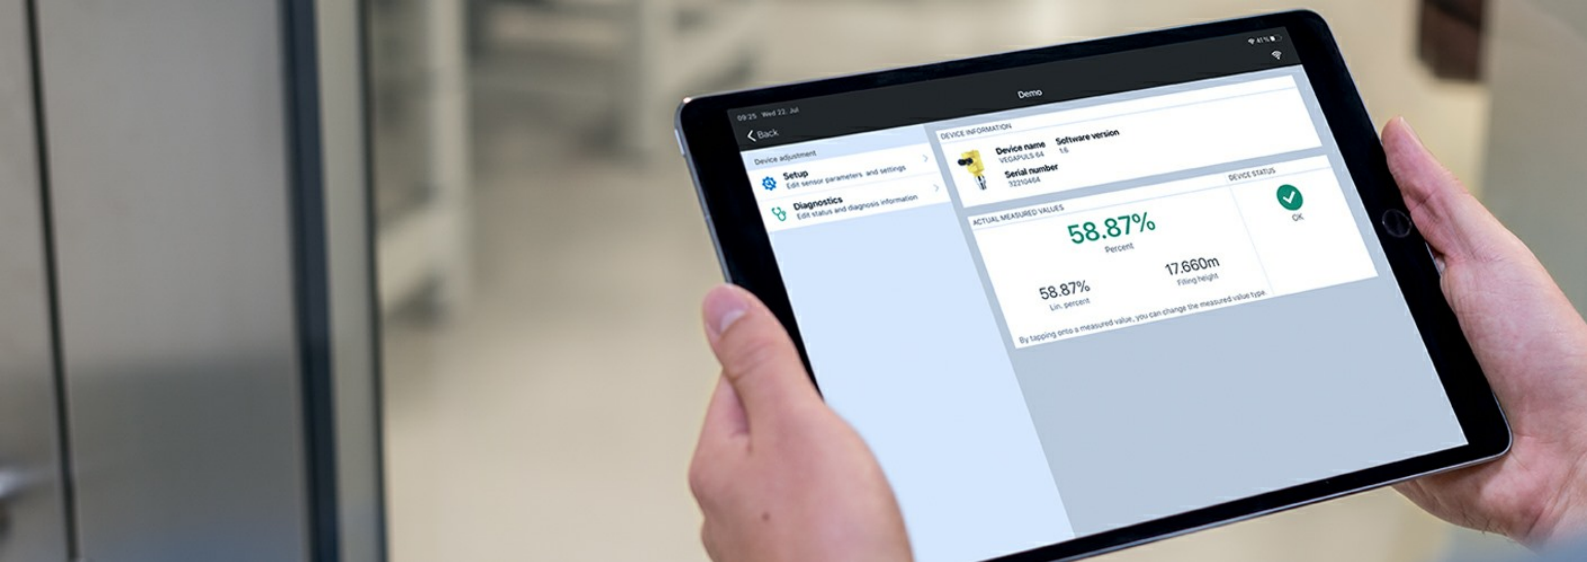 09:25 Wed 22. Jul
41 %
Demo
Back
Device adjustment
Setup
Edit sensor parameters and settings
Diagnostics
Edit status and diagnosis information
DEVICE INFORMATION
Device name Software version
VEGAPULS 64 1.6
Serial number
32210464
ACTUAL MEASURED VALUES
58.87%
Percent
58.87%
Lin. percent
17.660m
Filling height
By tapping onto a measured value, you can change the measured value type.
DEVICE STATUS
OK